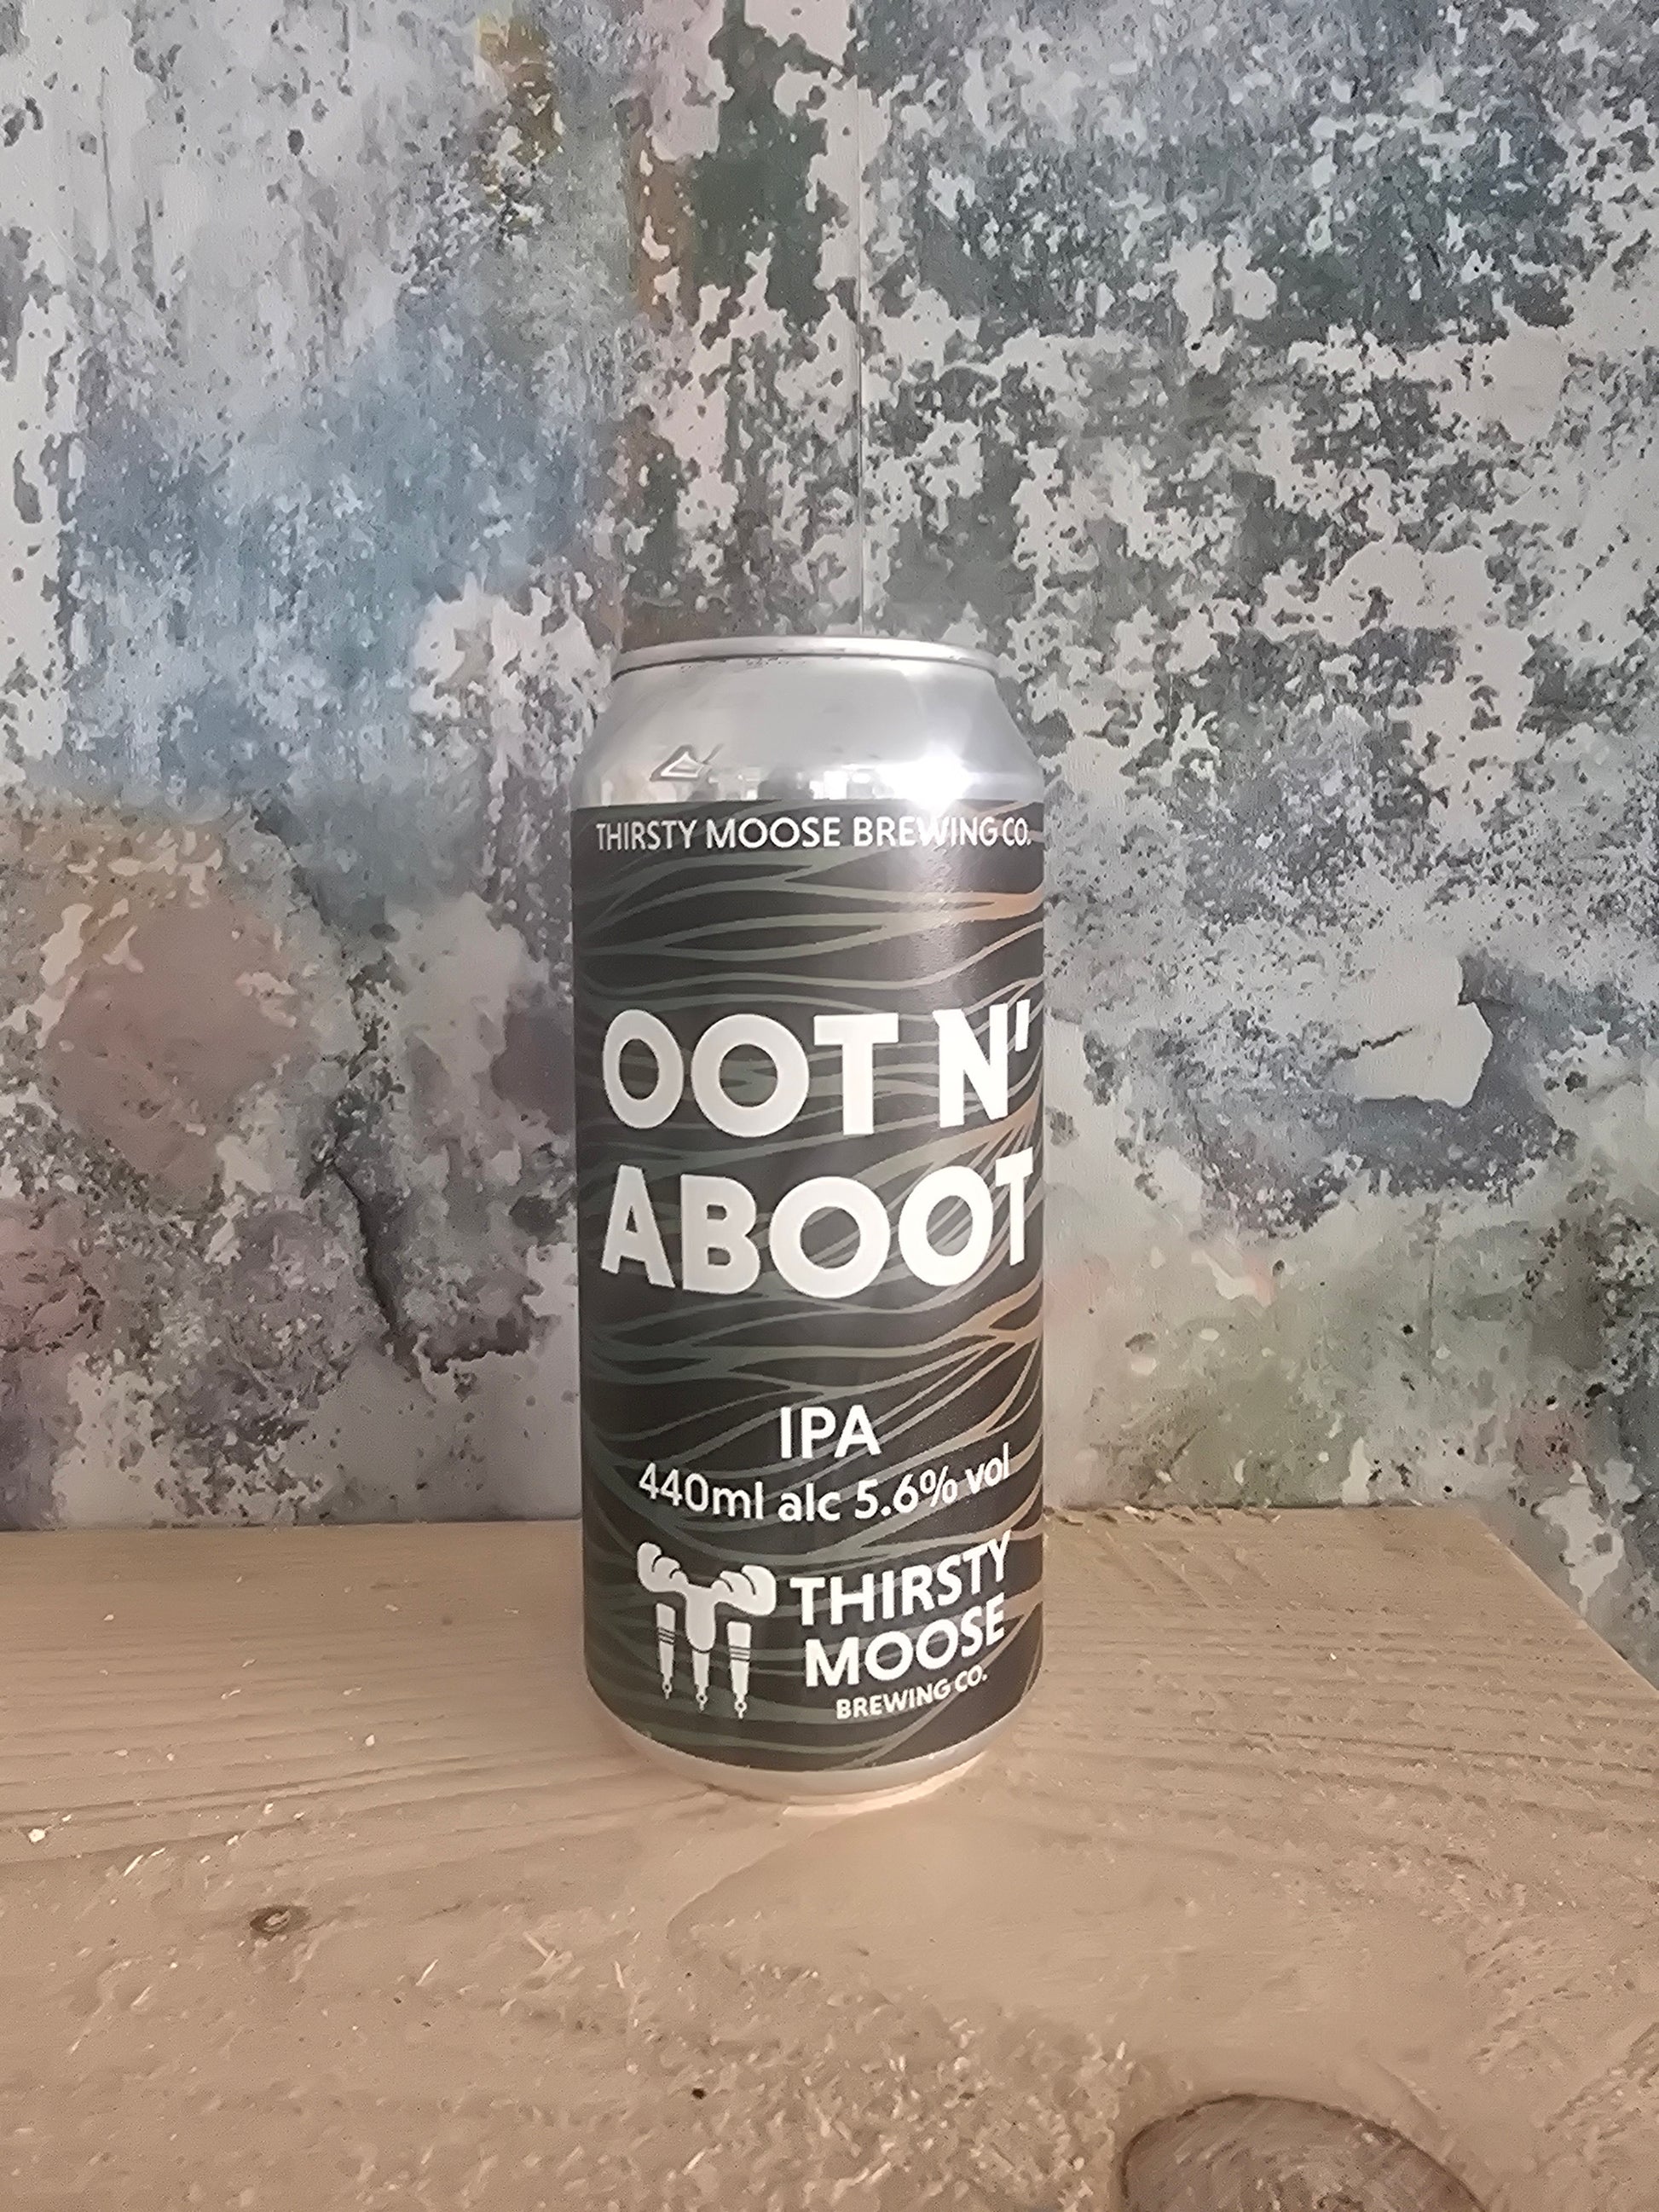 THIRSTY MOOSE BREWING CO.
OOT N'
ABOOT
IPA
440ml alc 5.6% vol
THIRSTY
MOOSE
BREWING CO.